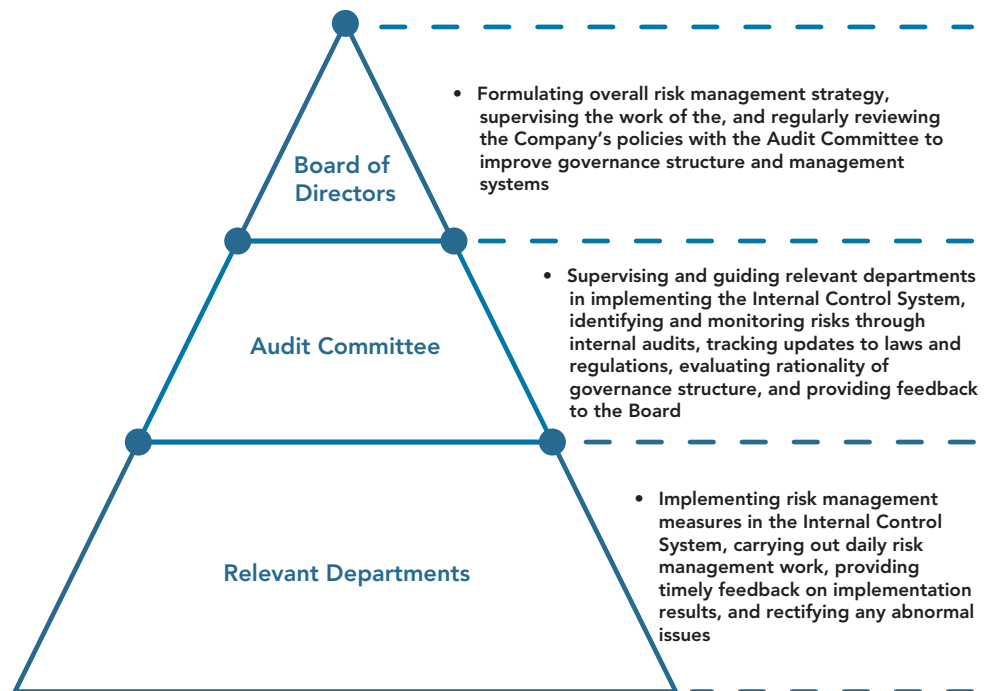 Board of
Directors
• Formulating overall risk management strategy,
supervising the work of the, and regularly reviewing
the Company's policies with the Audit Committee to
improve governance structure and management
systems
Audit Committee
• Supervising and guiding relevant departments
in implementing the Internal Control System,
identifying and monitoring risks through
internal audits, tracking updates to laws and
regulations, evaluating rationality of
governance structure, and providing feedback
to the Board
Relevant Departments
• Implementing risk management
measures in the Internal Control
System, carrying out daily risk
management work, providing
timely feedback on implementation
results, and rectifying any abnormal
issues